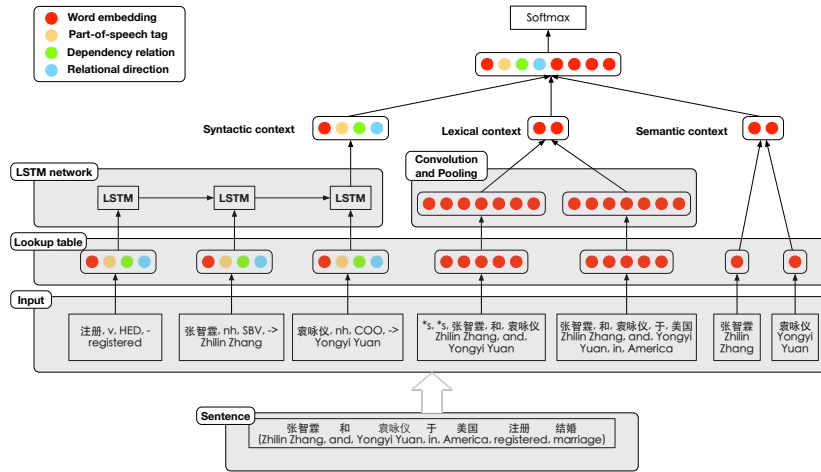 Word embedding
Part-of-speech tag
Dependency relation
Relational direction
Softmax
Syntactic context
Lexical context
Semantic context
LSTM network
LSTM
LSTM
LSTM
Convolution
and Pooling
Lookup table
Input
注册, v, HED, -
registered
张智霖, nh, SBV, ->
Zhilin Zhang
袁咏仪, nh, COO, ->
Yongyi Yuan
*s, *s, 张智霖, 和, 袁咏仪
Zhilin Zhang, and,
Yongyi Yuan
张智霖, 和, 袁咏仪, 于, 美国
Zhilin Zhang, and, Yongyi
Yuan, in, America
张智霖
Zhilin
Zhang
袁咏仪
Yongyi
Yuan
Sentence
张智霖 和 袁咏仪 于 美国 注册 结婚
(Zhilin Zhang, and, Yongyi Yuan, in, America, registered, marriage)